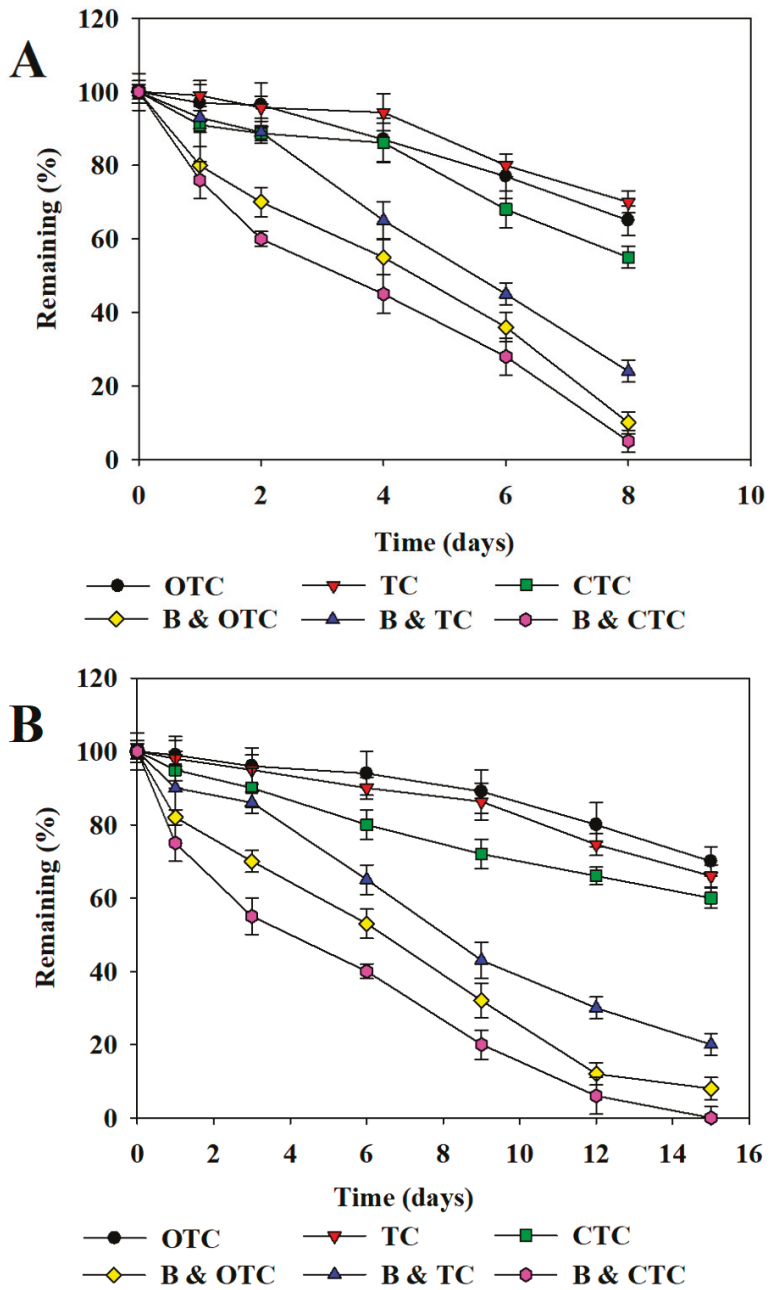 A
120
100
80
60
40
20
0
Remaining (%)
0 2 4 6 8 10
Time (days)
OTC TC CTC
B & OTC B & TC B & CTC
B
120
100
80
60
40
20
0
Remaining (%)
0 2 4 6 8 10 12 14 16
Time (days)
OTC TC CTC
B & OTC B & TC B & CTC